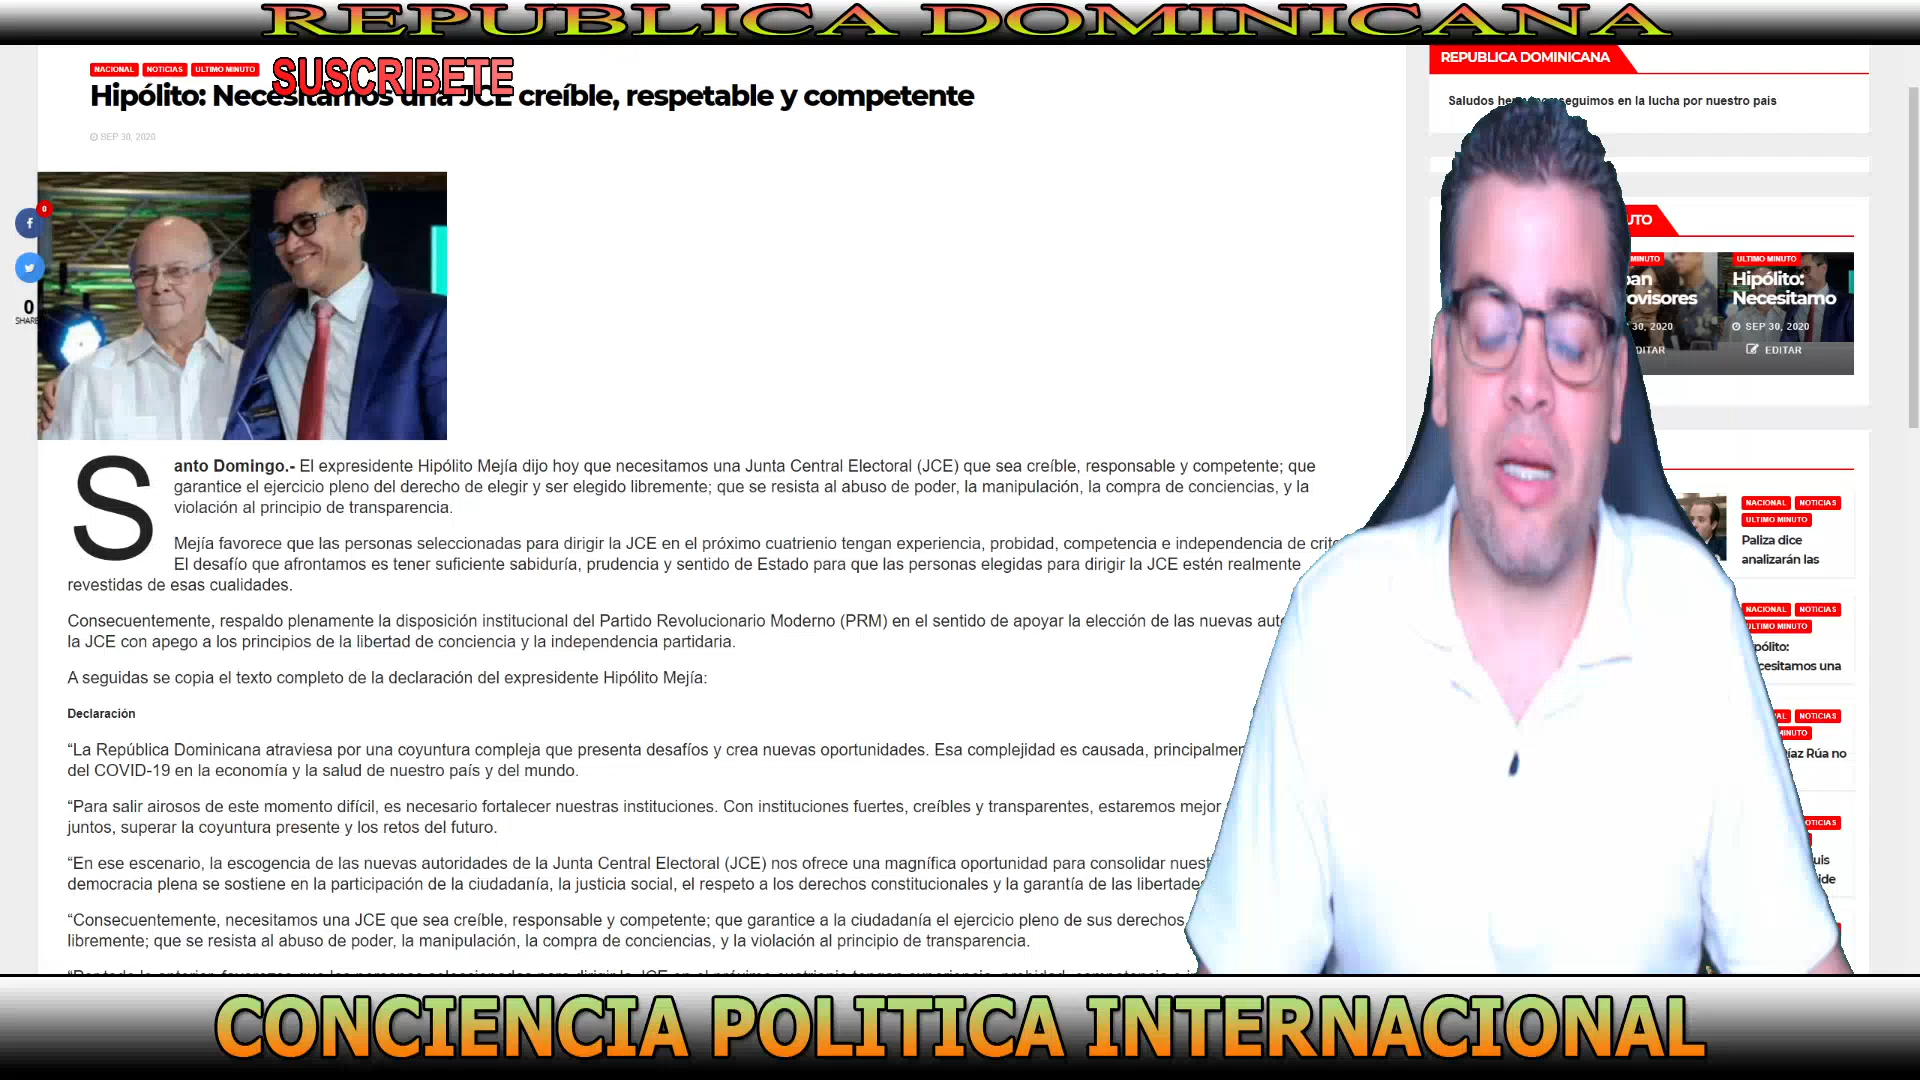 REPUBLICA DOMINICANA
NACIONAL NOTICIAS ULTIMO MINUTO
SUSCRIBETE
Hipólito: Necesitamos una JCE creíble, respetable y competente
SEP 30, 2020
0
0
SHARE
Santo Domingo.- El expresidente Hipólito Mejía dijo hoy que necesitamos una Junta Central Electoral (JCE) que sea creíble, responsable y competente; que
garantice el ejercicio pleno del derecho de elegir y ser elegido libremente; que se resista al abuso de poder, la manipulación, la compra de conciencias, y la
violación al principio de transparencia.
Mejía favorece que las personas seleccionadas para dirigir la JCE en el próximo cuatrienio tengan experiencia, probidad, competencia e independencia de
El desafío que afrontamos es tener suficiente sabiduría, prudencia y sentido de Estado para que las personas elegidas para dirigir la JCE estén realmente
revestidas de esas cualidades.
Consecuentemente, respaldo plenamente la disposición institucional del Partido Revolucionario Moderno (PRM) en el sentido de apoyar la elección de las nuevas
la JCE con apego a los principios de la libertad de conciencia y la independencia partidaria.
A seguidas se copia el texto completo de la declaración del expresidente Hipólito Mejía:
Declaración
“La República Dominicana atraviesa por una coyuntura compleja que presenta desafíos y crea nuevas oportunidades. Esa complejidad es causada,
del COVID-19 en la economía y la salud de nuestro país y del mundo.
“Para salir airosos de este momento difícil, es necesario fortalecer nuestras instituciones. Con instituciones fuertes, creíbles y transparentes, estaremos mejor
juntos, superar la coyuntura presente y los retos del futuro.
“En ese escenario, la escogencia de las nuevas autoridades de la Junta Central Electoral (JCE) nos ofrece una magnífica oportunidad para consolidar
democracia plena se sostiene en la participación de la ciudadanía, la justicia social, el respeto a los derechos constitucionales y la garantía de las
“Consecuentemente, necesitamos una JCE que sea creíble, responsable y competente; que garantice a la ciudadanía el ejercicio pleno de sus derechos
libremente; que se resista al abuso de poder, la manipulación, la compra de conciencias, y la violación al principio de transparencia.
REPUBLICA DOMINICANA
Saludos seguimos en la lucha por nuestro pais
ULTIMO MINUTO
Hipólito:
Necesitamo
SEP 30, 2020
EDITAR
30, 2020
NACIONAL NOTICIAS
ULTIMO MINUTO
Paliza dice
analizarán las
NACIONAL NOTICIAS
ULTIMO MINUTO
una
NOTICIAS
Rúa no
CONCIENCIA POLITICA INTERNACIONAL